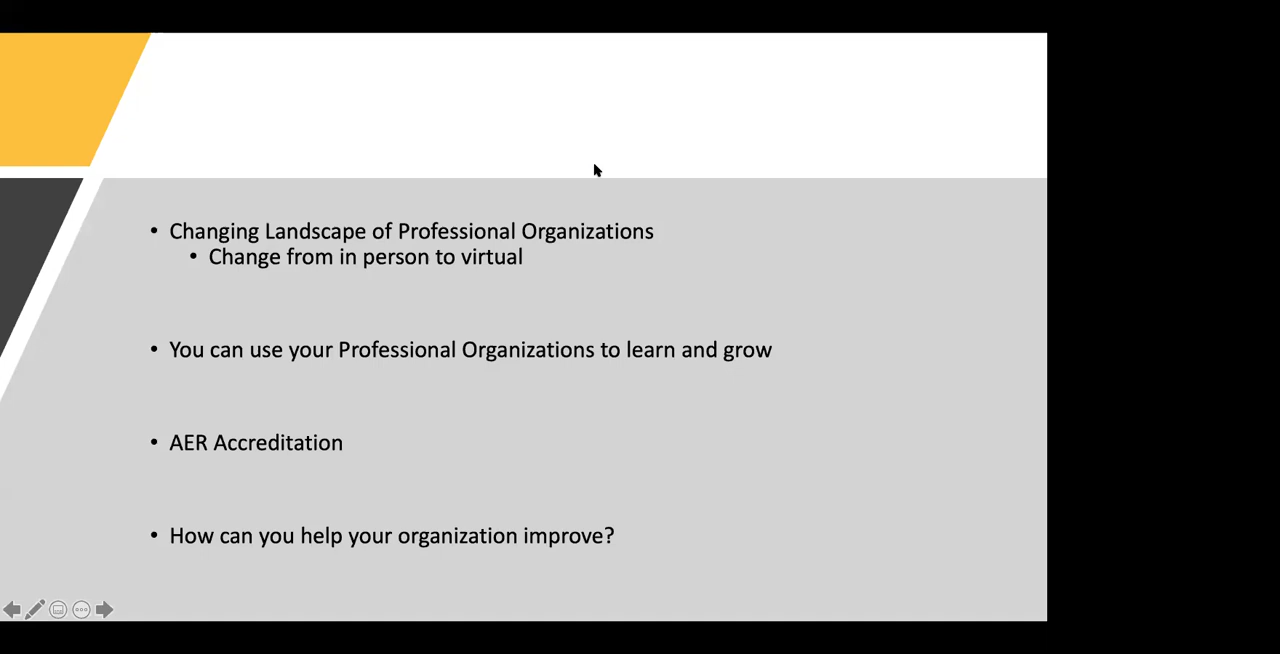 • Changing Landscape of Professional Organizations
• Change from in person to virtual
• You can use your Professional Organizations to learn and grow
• AER Accreditation
• How can you help your organization improve?